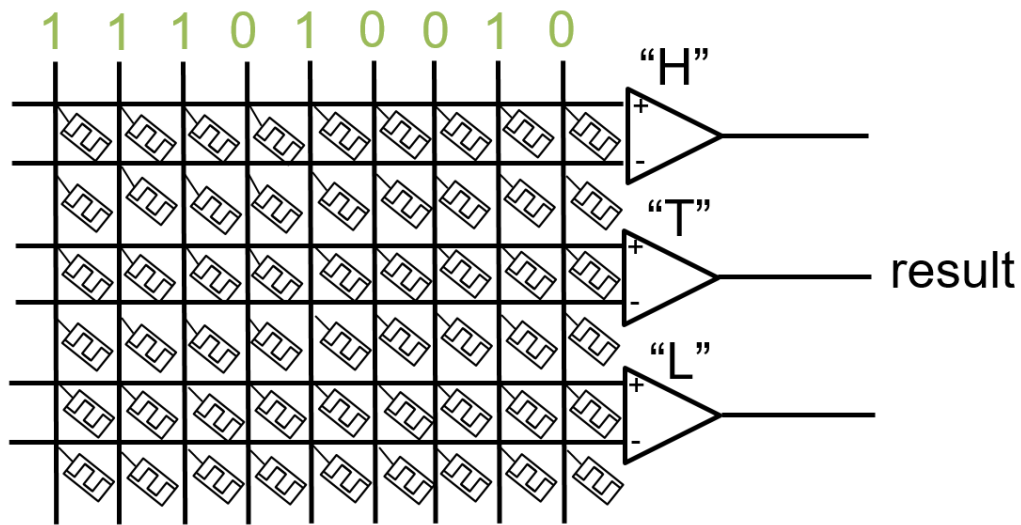 1 1 1 0 1 0 0 1 0
“H”
+
-
“T”
+
-
result
“L”
+
-